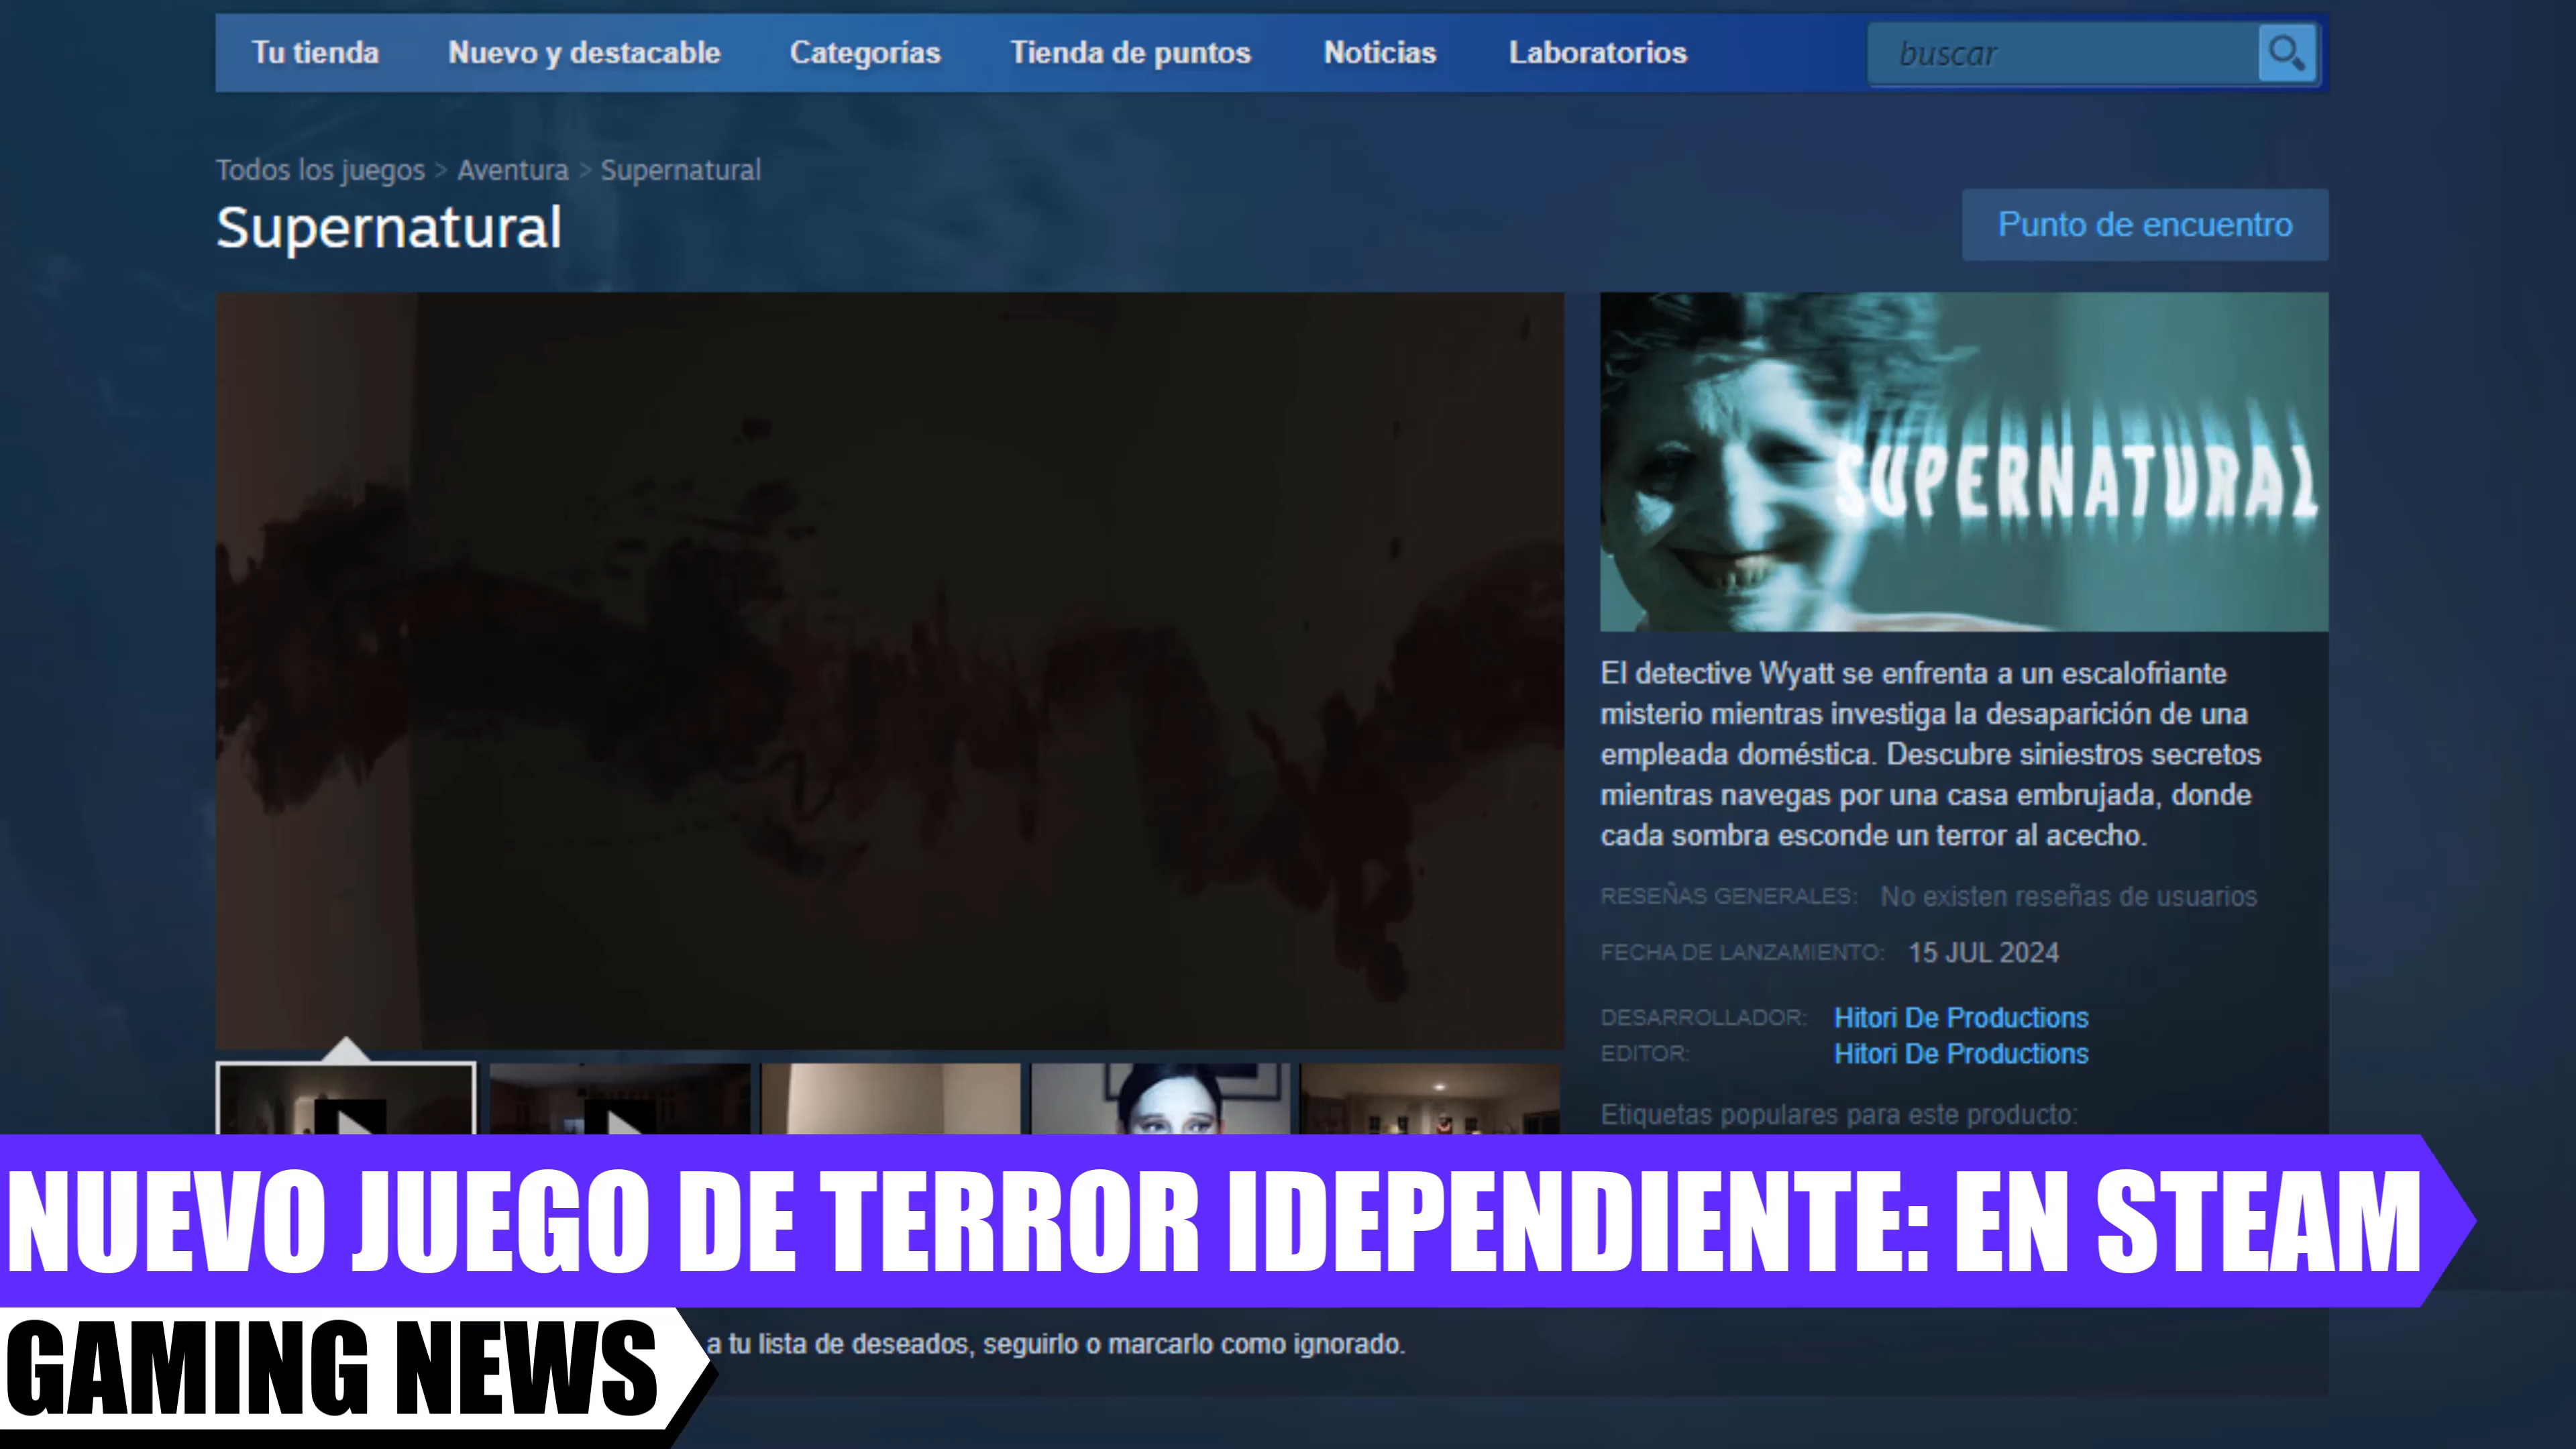 Tu tienda Nuevo y destacable Categorías Tienda de puntos Noticias Laboratorios buscar
Todos los juegos > Aventura > Supernatural
Supernatural
Punto de encuentro
SUPERNATURAL
El detective Wyatt se enfrenta a un escalofriante
misterio mientras investiga la desaparición de una
empleada doméstica. Descubre siniestros secretos
mientras navegas por una casa embrujada, donde
cada sombra esconde un terror al acecho.
RESEÑAS GENERALES: No existen reseñas de usuarios
FECHA DE LANZAMIENTO: 15 JUL 2024
DESARROLLADOR: Hitori De Productions
EDITOR: Hitori De Productions
Etiquetas populares para este producto:
NUEVO JUEGO DE TERROR IDEPENDIENTE: EN STEAM
GAMING NEWS
a tu lista de deseados, seguirlo o marcarlo como ignorado.